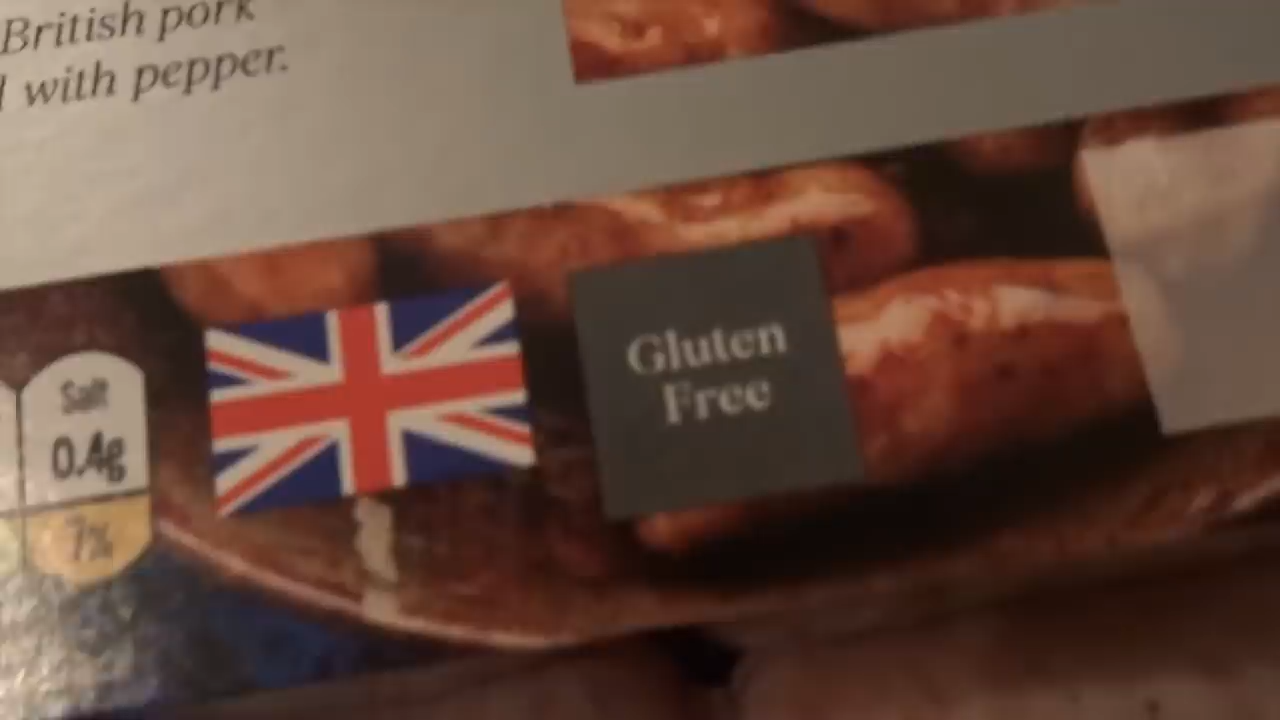 British pork
with pepper.
Gluten
Free
Salt
0.4g
7%